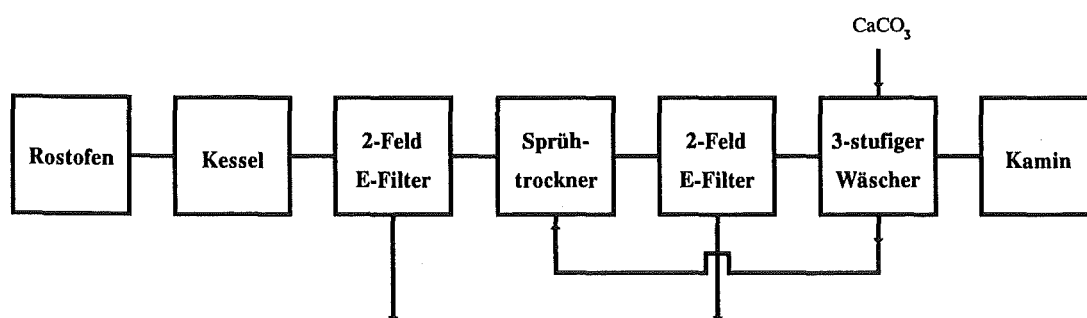 CaCO₃
Rostofen
Kessel
2-Feld
E-Filter
Sprüh-
trockner
2-Feld
E-Filter
3-stufiger
Wäscher
Kamin